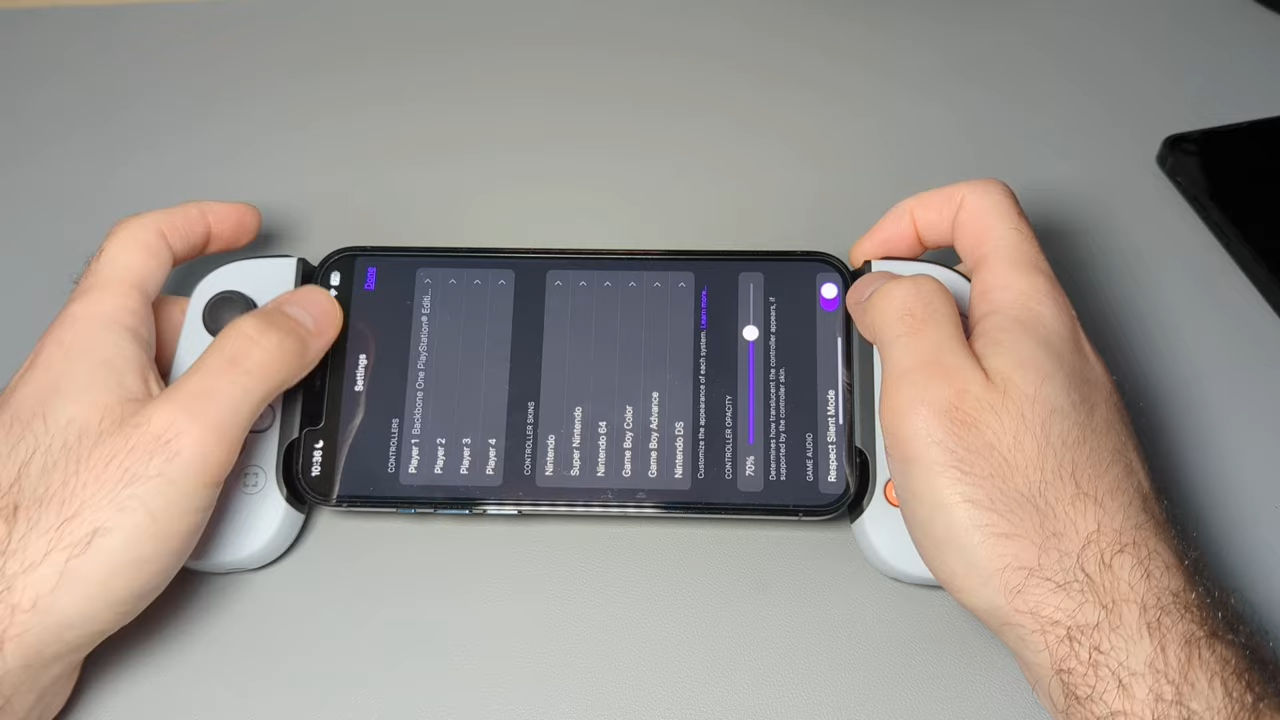 10:36
Settings
Done
CONTROLLERS
Player 1 Backbone One PlayStation® Editi...
Player 2
Player 3
Player 4
CONTROLLER SKINS
Nintendo
Super Nintendo
Nintendo 64
Game Boy Color
Game Boy Advance
Nintendo DS
Customize the appearance of each system. Learn more...
CONTROLLER OPACITY
70%
Determines how translucent the controller appears, if
supported by the controller skin.
GAME AUDIO
Respect Silent Mode